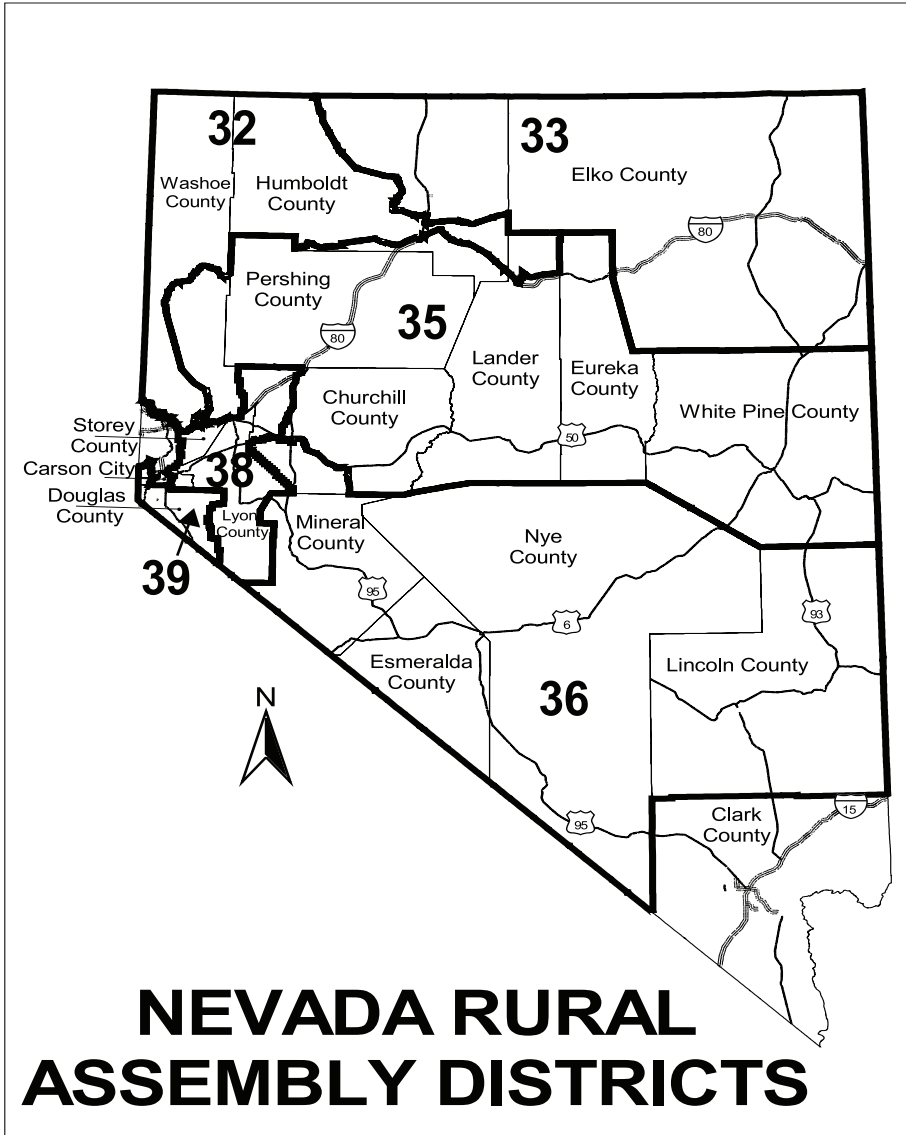 32
33
Washoe
County
Humboldt
County
Elko County
80
Pershing
County
35
80
Lander
County
Eureka
County
Churchill
County
White Pine County
Storey
County
50
Carson City
38
Douglas
County
Lyon
County
Mineral
County
Nye
County
39
95
6
93
Esmeralda
County
Lincoln County
36
N
95
Clark
County
15
NEVADA RURAL
ASSEMBLY DISTRICTS